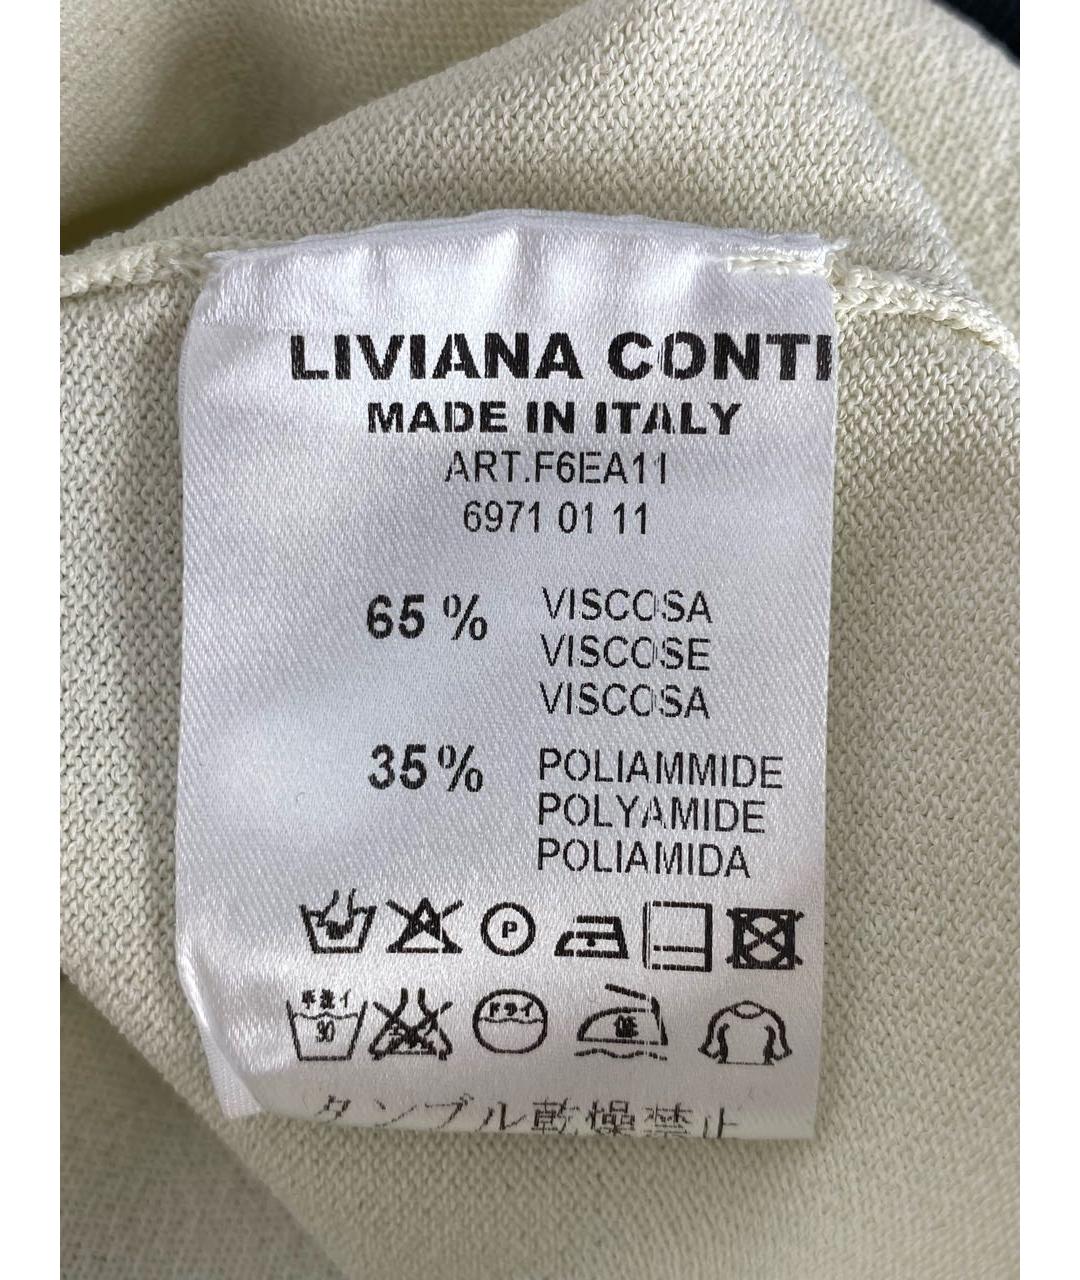 LIVIANA CONTI
MADE IN ITALY
ART.F6EA11
6971 01 11
65 % VISCOSA
VISCOSE
VISCOSA
35% POLIAMMIDE
POLYAMIDE
POLIAMIDA
P
手洗イ
30
ドライ
タンブル乾燥禁止